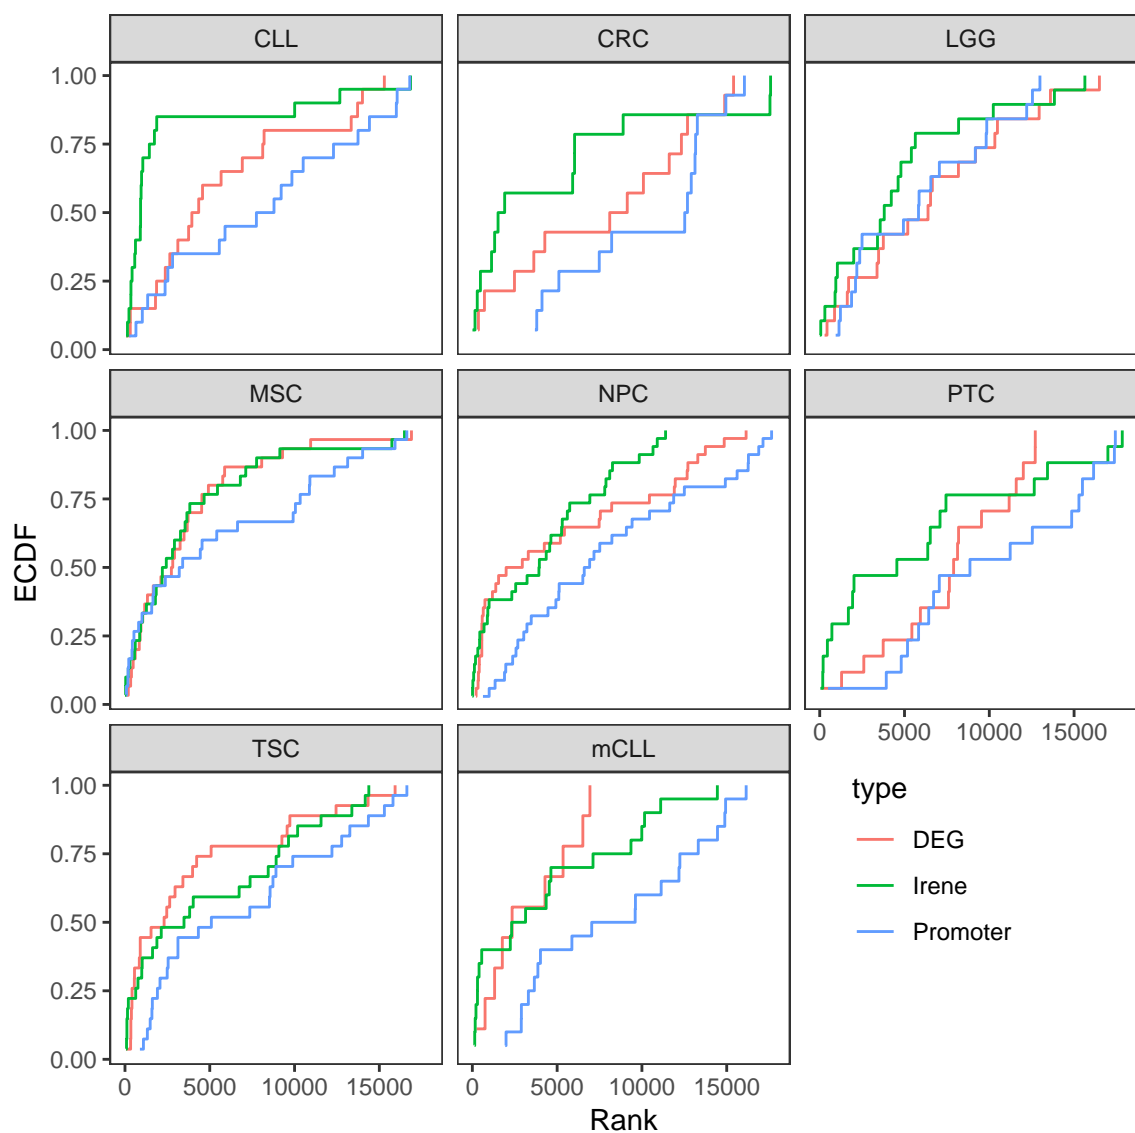 CLL CRC LGG
1.00
0.75
0.50
0.25
0.00
MSC NPC PTC
1.00
0.75
0.50
0.25
0.00
0 5000 10000 15000
TSC mCLL
1.00
0.75
0.50
0.25
0.00
0 5000 10000 15000 0 5000 10000 15000
ECDF
Rank
type
DEG
Irene
Promoter